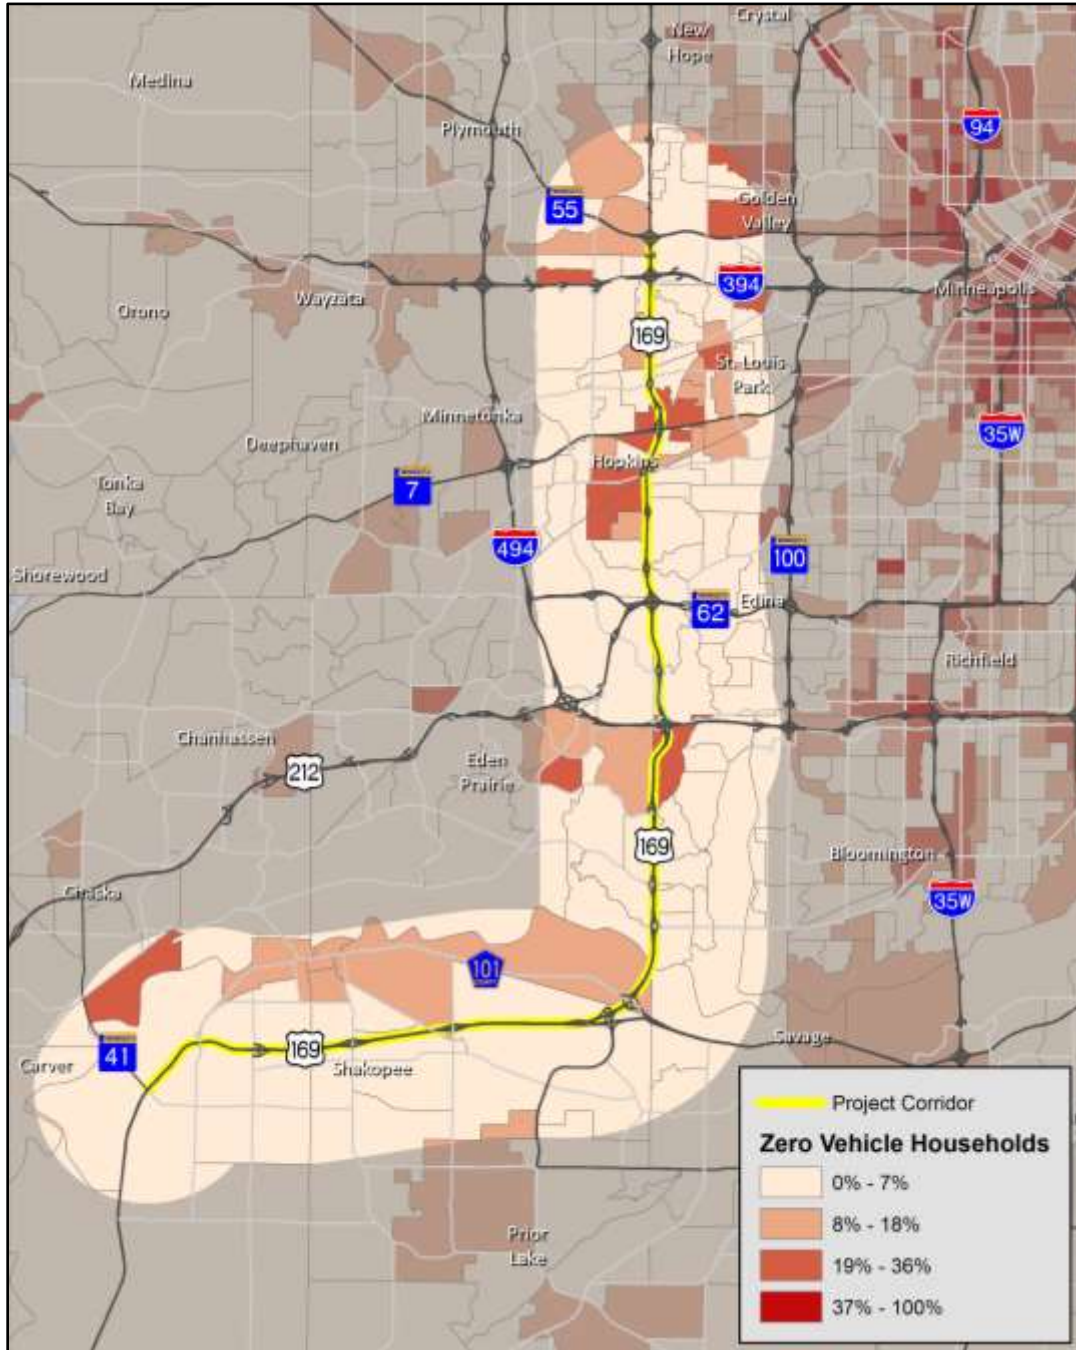 Crystal
New
Hope
Medina
Plymouth
94
55
Golden
Valley
394
Minneapolis
Wayzata
Orono
169
St. Louis
Park
Minnetonka
35W
Deephaven
Hopkins
Tonka
Bay
7
494
100
Shorewood
Edina
62
Richfield
Chanhassen
Eden
Prairie
212
169
Bloomington
Chaska
35W
101
COUNTY
Savage
41
169
Carver
Shakopee
Project Corridor
Zero Vehicle Households
0% - 7%
8% - 18%
Prior
Lake
19% - 36%
37% - 100%